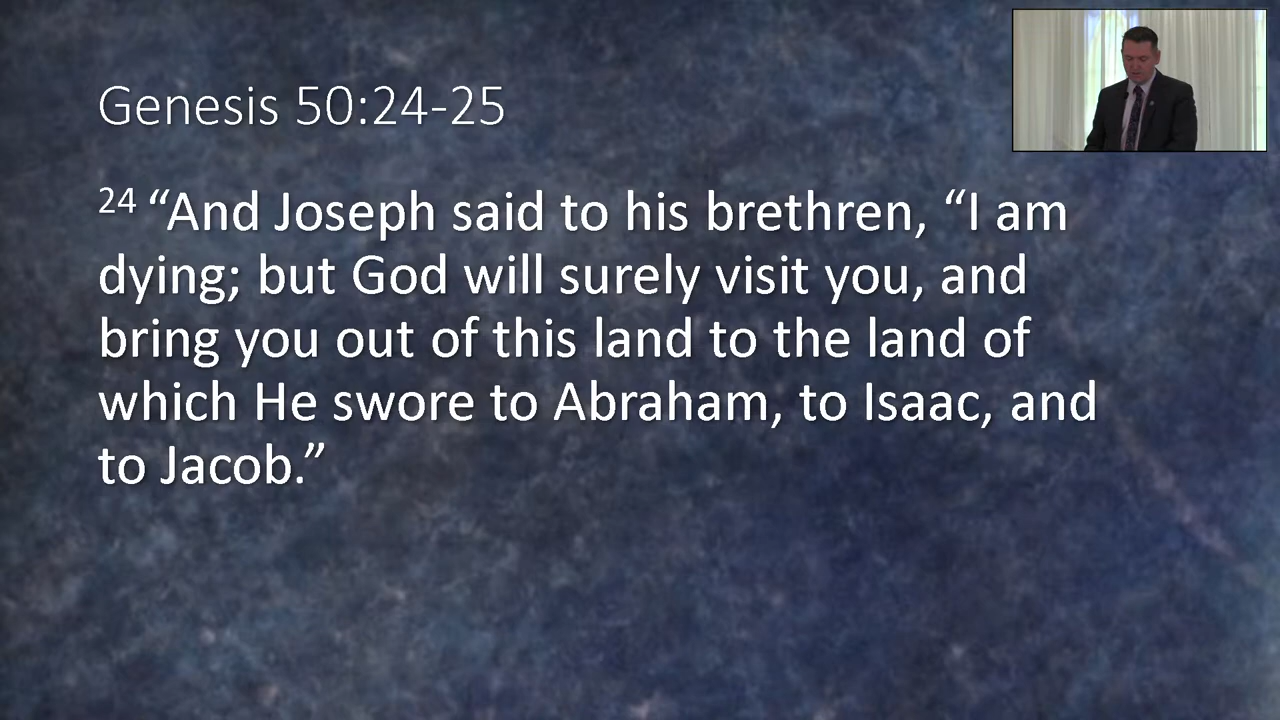 Genesis 50:24-25
24 “And Joseph said to his brethren, “I am
dying; but God will surely visit you, and
bring you out of this land to the land of
which He swore to Abraham, to Isaac, and
to Jacob.”